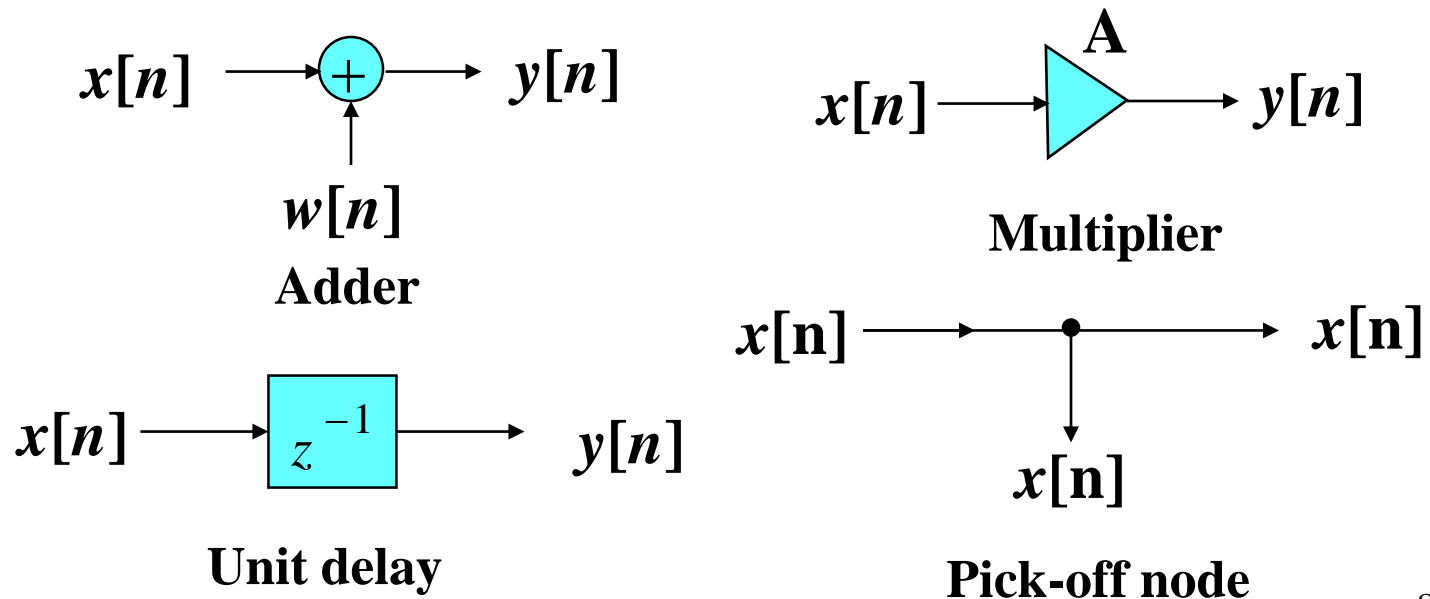 x[n] + y[n]
w[n]
Adder
A
x[n] y[n]
Multiplier
x[n] z^{-1} y[n]
Unit delay
x[n] x[n]
x[n]
Pick-off node